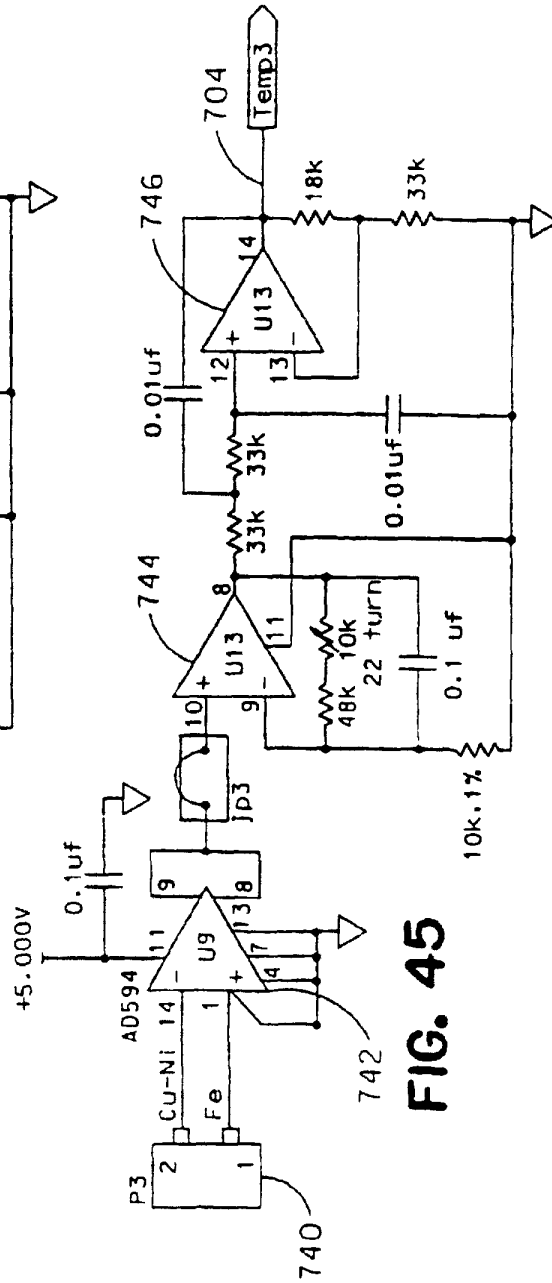 +5.000V
0.1uf
AD594
P3
2
1
Cu-Ni
Fe
14
1
-
+
U9
11
9
8
13
7
4
jp3
740
742
744
10
9
+
-
U13
8
11
33k
33k
48k
10k
22 turn
0.1 uf
10k.1%
0.01uf
0.01uf
746
12
13
+
-
U13
14
704
Temp3
18k
33k
FIG. 45